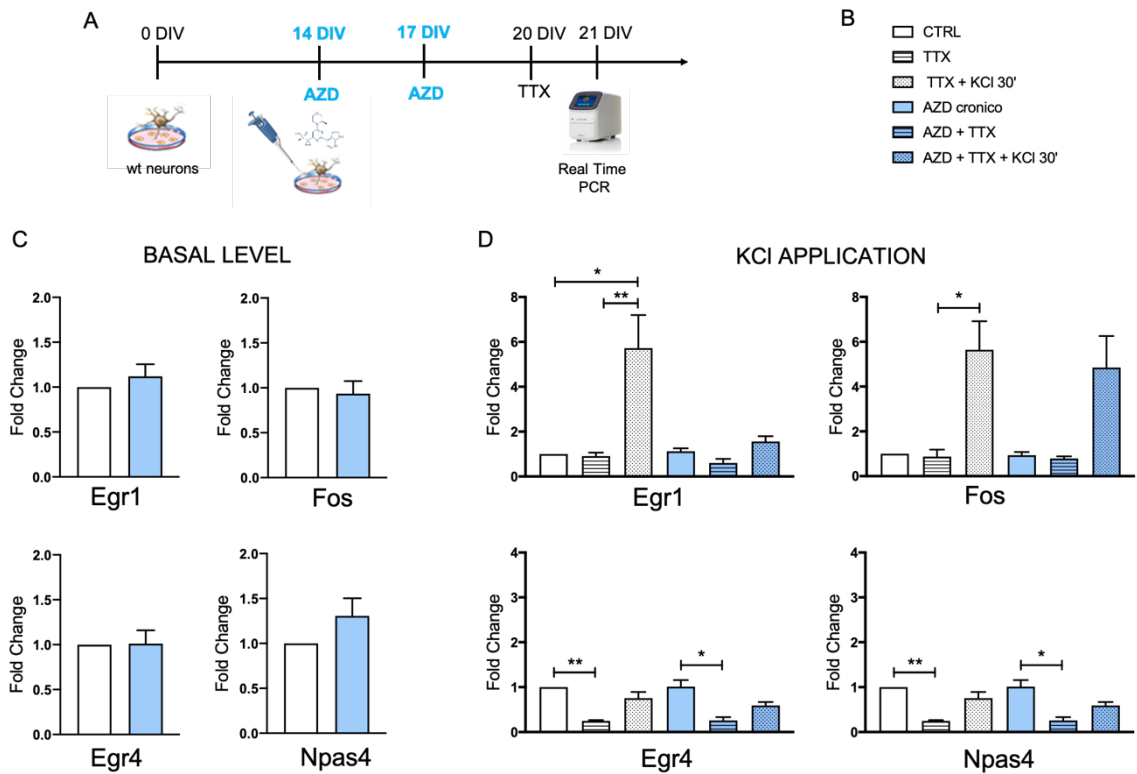 A
0 DIV
14 DIV
17 DIV
20 DIV
21 DIV
AZD
AZD
TTX
wt neurons
Real Time
PCR
B
CTRL
TTX
TTX + KCl 30'
AZD cronico
AZD + TTX
AZD + TTX + KCl 30'
C
BASAL LEVEL
Fold Change
2.0
1.5
1.0
0.5
0.0
Egr1
Fold Change
2.0
1.5
1.0
0.5
0.0
Fos
Fold Change
2.0
1.5
1.0
0.5
0.0
Egr4
Fold Change
2.0
1.5
1.0
0.5
0.0
Npas4
D
KCl APPLICATION
Fold Change
8
6
4
2
0
*
**
Egr1
Fold Change
8
6
4
2
0
*
Fos
Fold Change
4
3
2
1
0
**
*
Egr4
Fold Change
4
3
2
1
0
**
*
Npas4